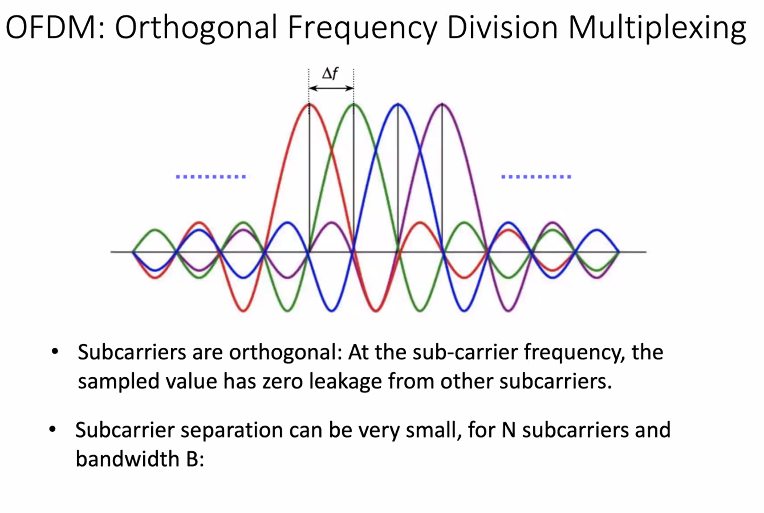 OFDM: Orthogonal Frequency Division Multiplexing
Δf
• Subcarriers are orthogonal: At the sub-carrier frequency, the
sampled value has zero leakage from other subcarriers.
• Subcarrier separation can be very small, for N subcarriers and
bandwidth B: